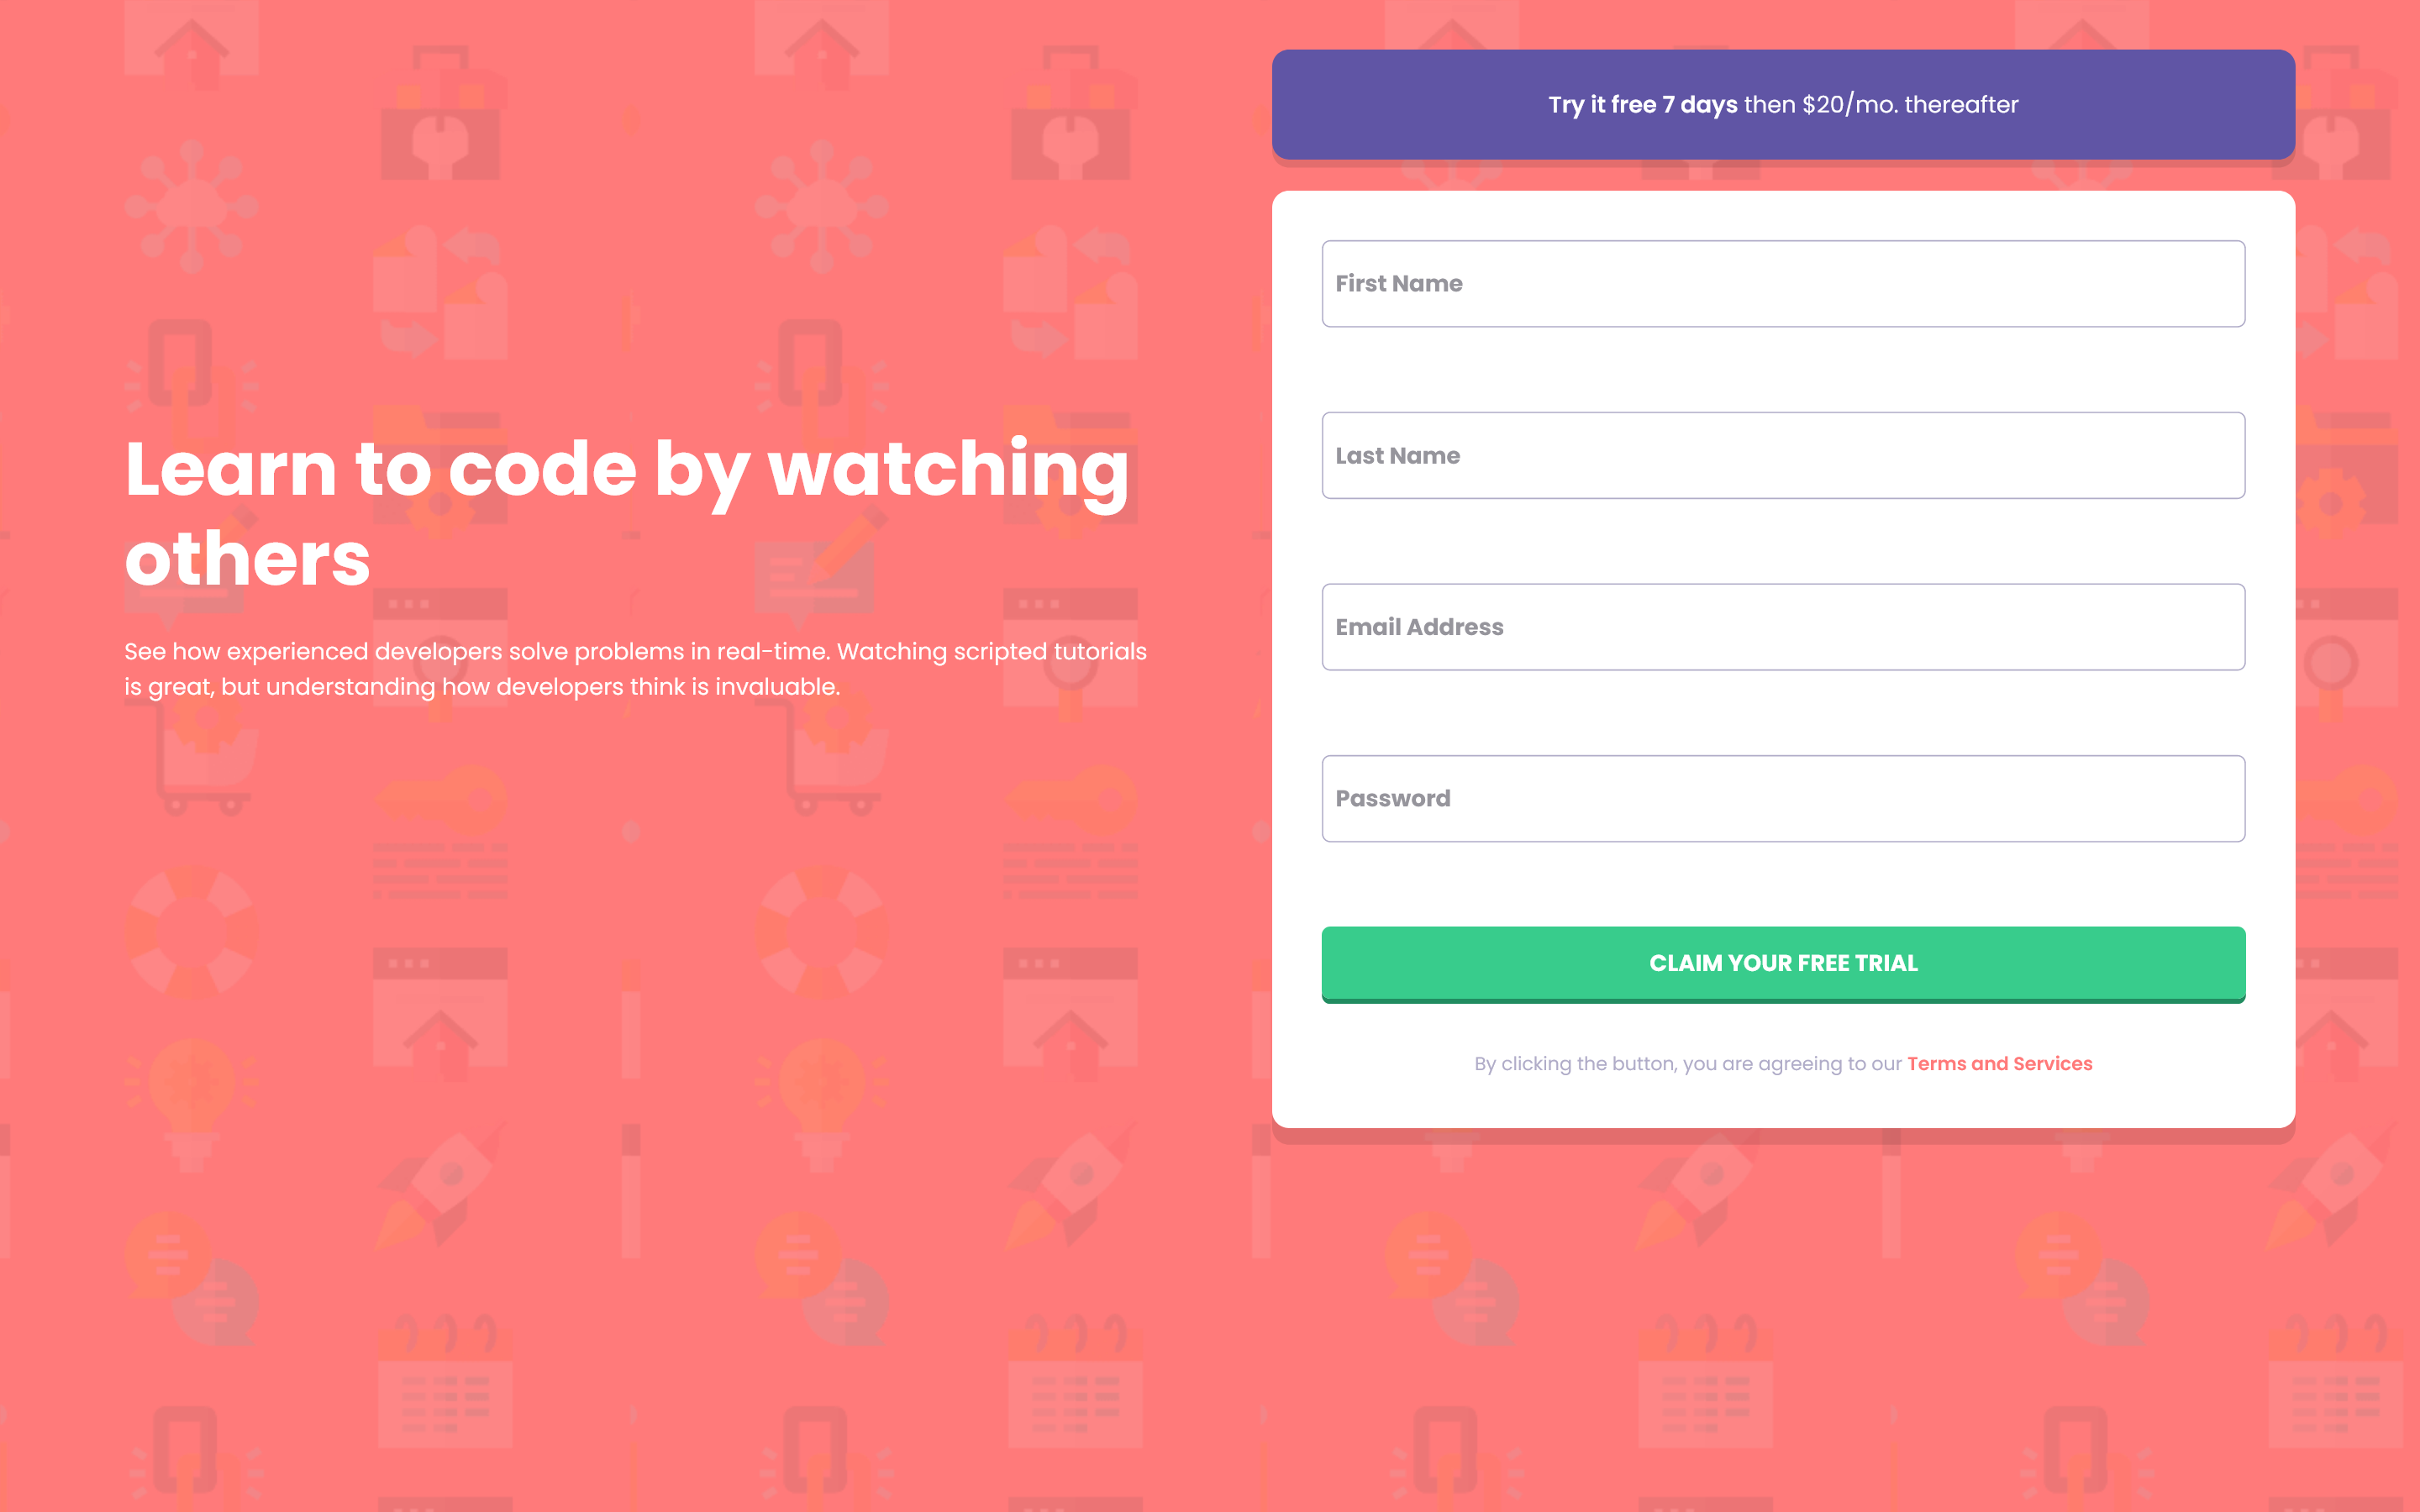 Learn to code by watching
others
See how experienced developers solve problems in real-time. Watching scripted tutorials
is great, but understanding how developers think is invaluable.
Try it free 7 days then $20/mo. thereafter
First Name
Last Name
Email Address
Password
CLAIM YOUR FREE TRIAL
By clicking the button, you are agreeing to our Terms and Services